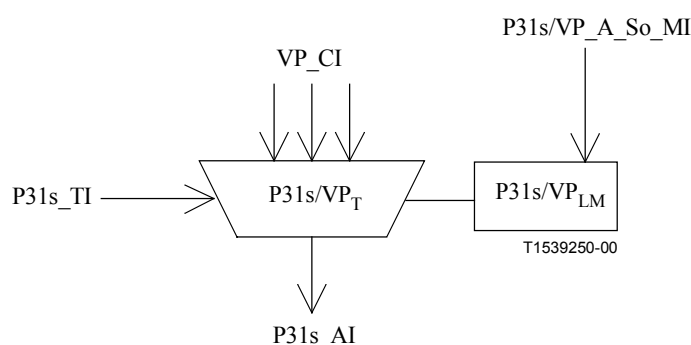 P31s/VP_A_So_MI
VP_CI
P31s_TI
P31s/VP_T
P31s/VP_LM
T1539250-00
P31s_AI